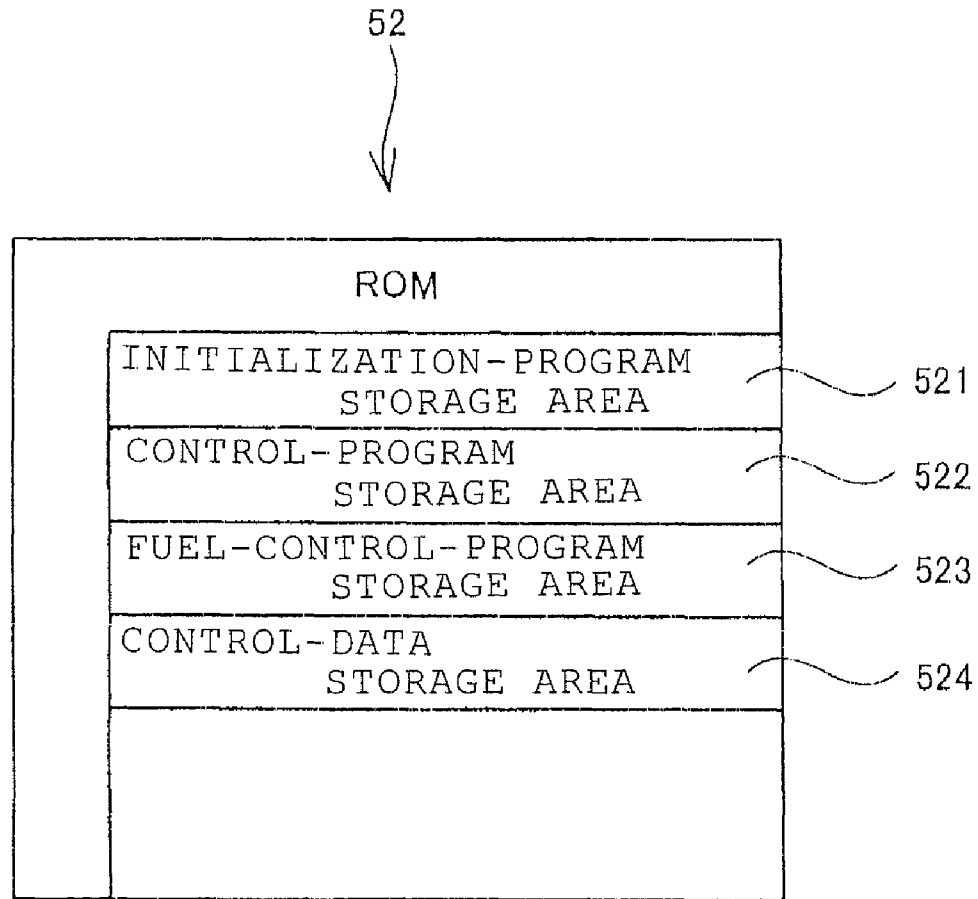 52
ROM
INITIALIZATION-PROGRAM
STORAGE AREA
521
CONTROL-PROGRAM
STORAGE AREA
522
FUEL-CONTROL-PROGRAM
STORAGE AREA
523
CONTROL-DATA
STORAGE AREA
524